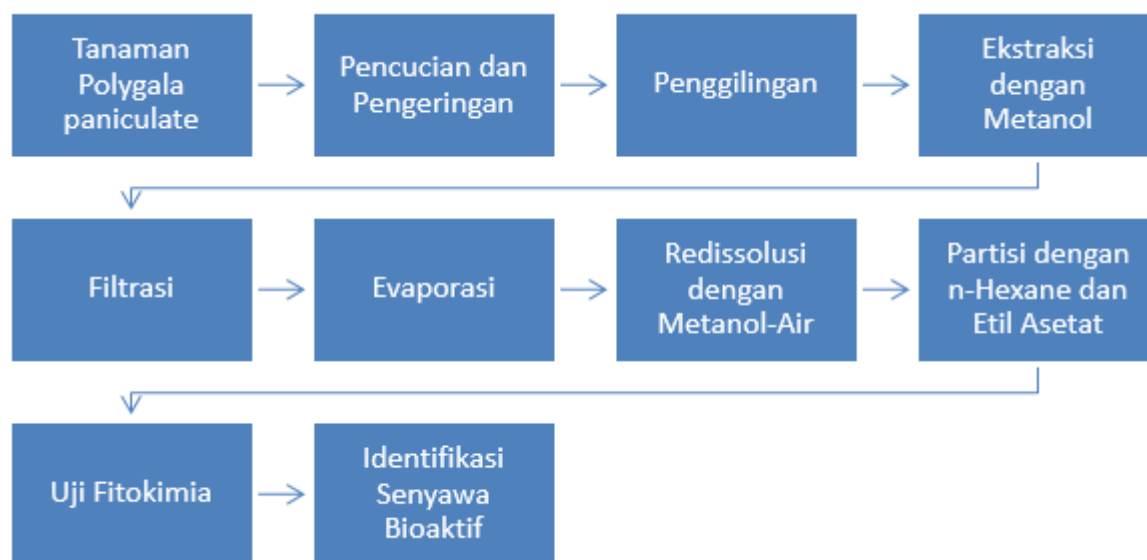 Tanaman
Polygala
paniculate
Pencucian dan
Pengeringan
Penggilingan
Ekstraksi
dengan
Metanol
Filtrasi
Evaporasi
Redissolusi
dengan
Metanol-Air
Partisi dengan
n-Hexane dan
Etil Asetat
Uji Fitokimia
Identifikasi
Senyawa
Bioaktif